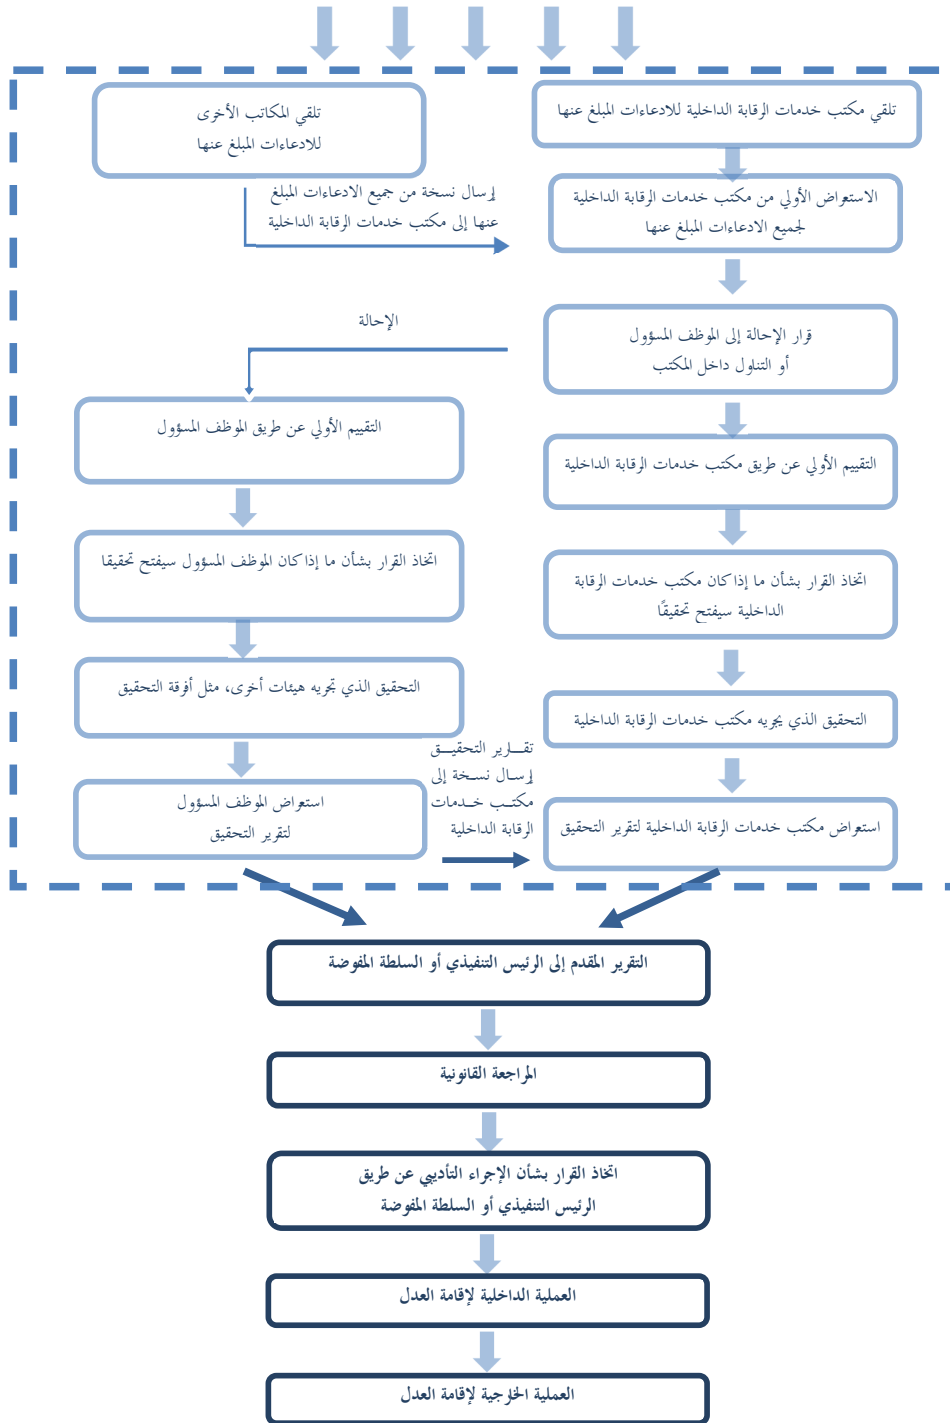 تلقي مكتب خدمات الرقابة الداخلية للادعاءات المبلغ عنها
تلقي المكاتب الأخرى
للادعاءات المبلغ عنها
إرسال نسخة من جميع الادعاءات المبلغ
عنها إلى مكتب خدمات الرقابة الداخلية
الاستعراض الأولي من مكتب خدمات الرقابة الداخلية
لجميع الادعاءات المبلغ عنها
قرار الإحالة إلى الموظف المسؤول
أو التناول داخل المكتب
الإحالة
التقييم الأولي عن طريق مكتب خدمات الرقابة الداخلية
التقييم الأولي عن طريق الموظف المسؤول
اتخاذ القرار بشأن ما إذا كان مكتب خدمات الرقابة
الداخلية سيفتح تحقيقًا
اتخاذ القرار بشأن ما إذا كان الموظف المسؤول سيفتح تحقيقا
التحقيق الذي يجريه مكتب خدمات الرقابة الداخلية
التحقيق الذي تجريه هيئات أخرى، مثل أفرقة التحقيق
تقـــارير التحقيـــق
إرســال نسـخة إلى
مكتـب خــدمات
الرقابة الداخلية
استعراض مكتب خدمات الرقابة الداخلية لتقرير التحقيق
استعراض الموظف المسؤول
لتقرير التحقيق
التقرير المقدم إلى الرئيس التنفيذي أو السلطة المفوضة
المراجعة القانونية
اتخاذ القرار بشأن الإجراء التأديبي عن طريق
الرئيس التنفيذي أو السلطة المفوضة
العملية الداخلية لإقامة العدل
العملية الخارجية لإقامة العدل